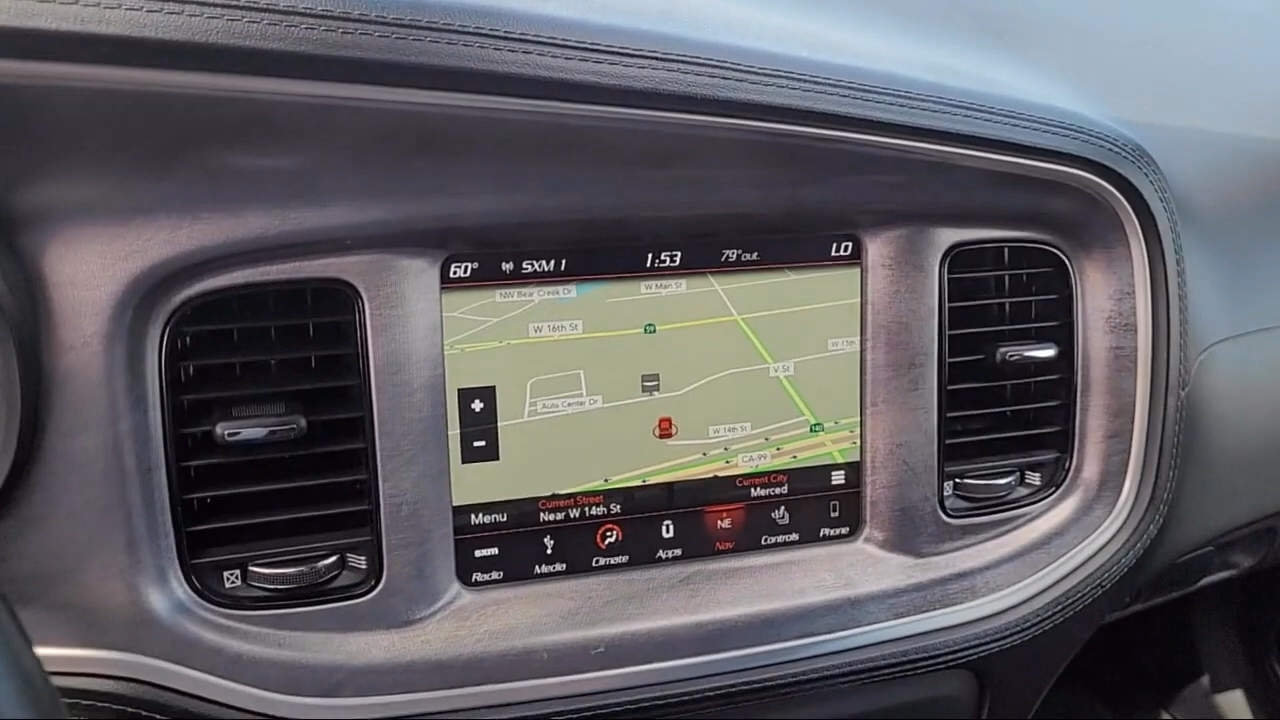 60° SXM 1 1:53 79°out. LO
NW Bear Creek Dr
W Main St
W 16th St
59
V St
Auto Center Dr
W 14th St
140
CA-99
Current Street
Near W 14th St
Current City
Merced
Menu
sxm
NE
Radio
Media
Climate
Apps
Nav
Controls
Phone